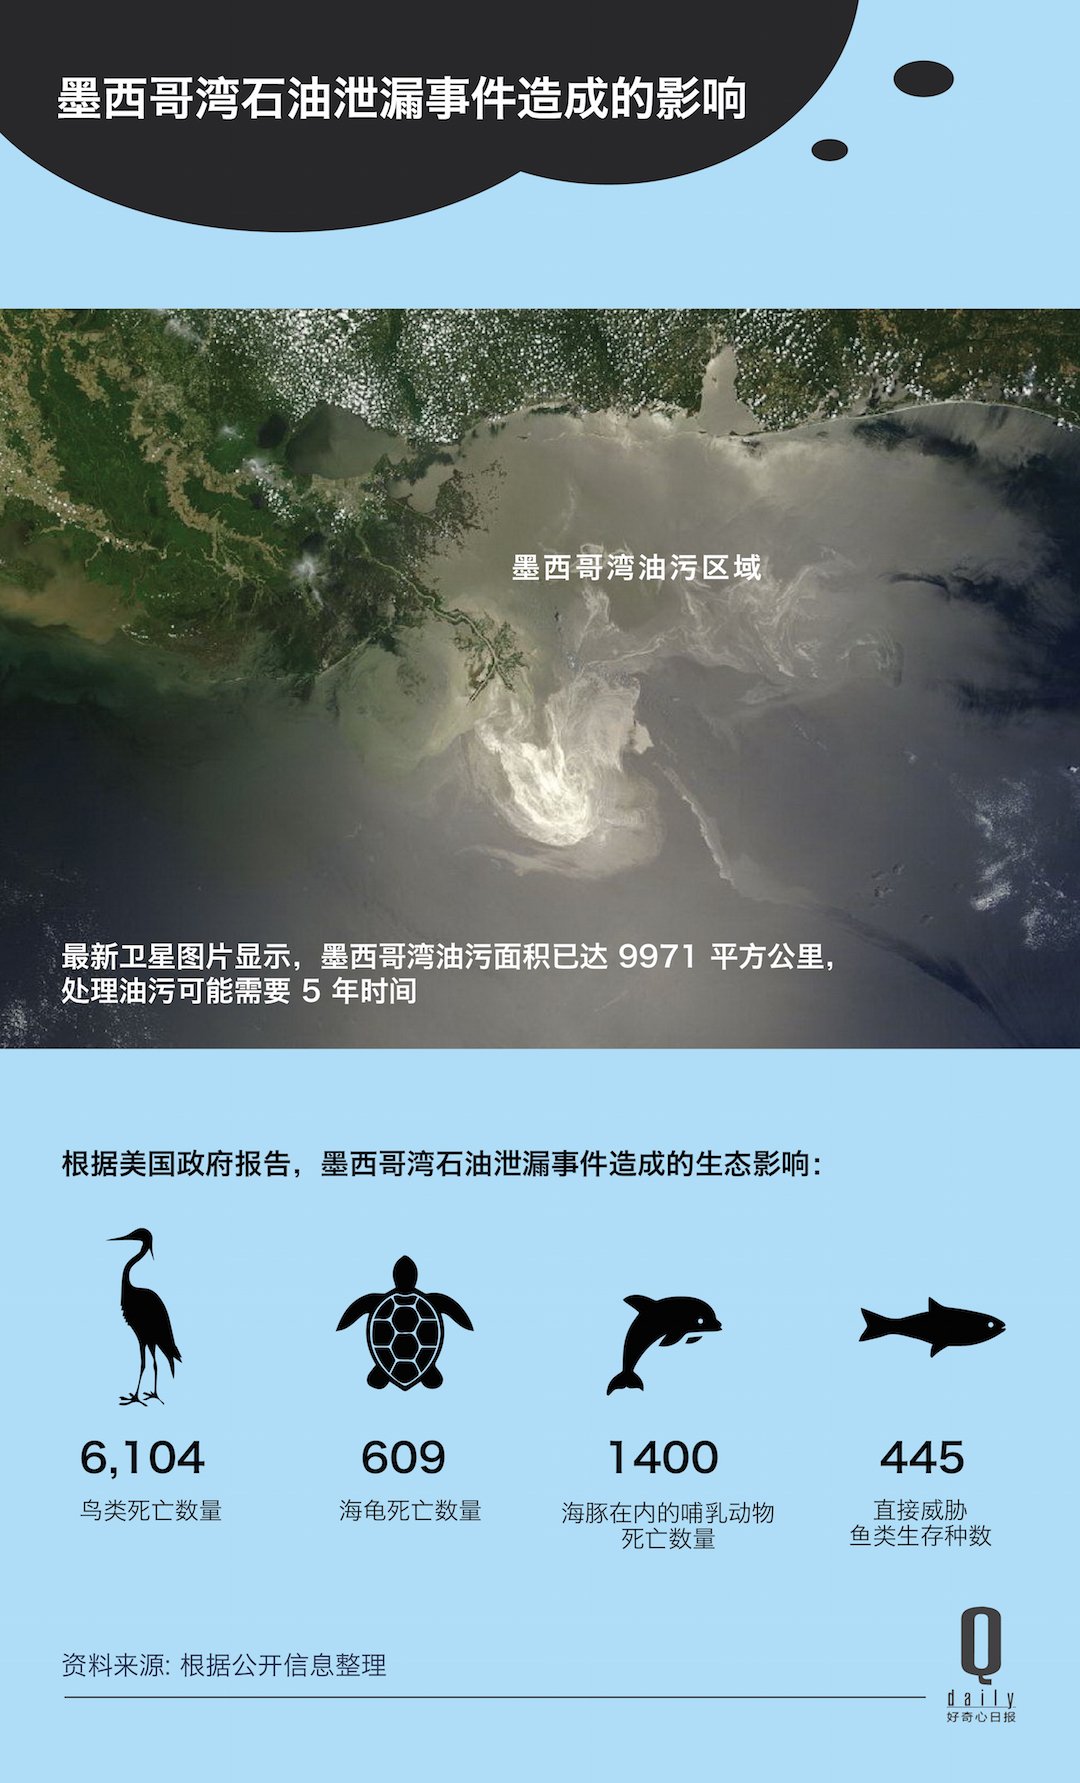 墨西哥湾石油泄漏事件造成的影响
墨西哥湾油污区域
最新卫星图片显示，墨西哥湾油污面积已达 9971 平方公里，
处理油污可能需要 5 年时间
根据美国政府报告，墨西哥湾石油泄漏事件造成的生态影响：
6,104
鸟类死亡数量
609
海龟死亡数量
1400
海豚在内的哺乳动物
死亡数量
445
直接威胁
鱼类生存种数
资料来源: 根据公开信息整理
Q
daily
好奇心日报